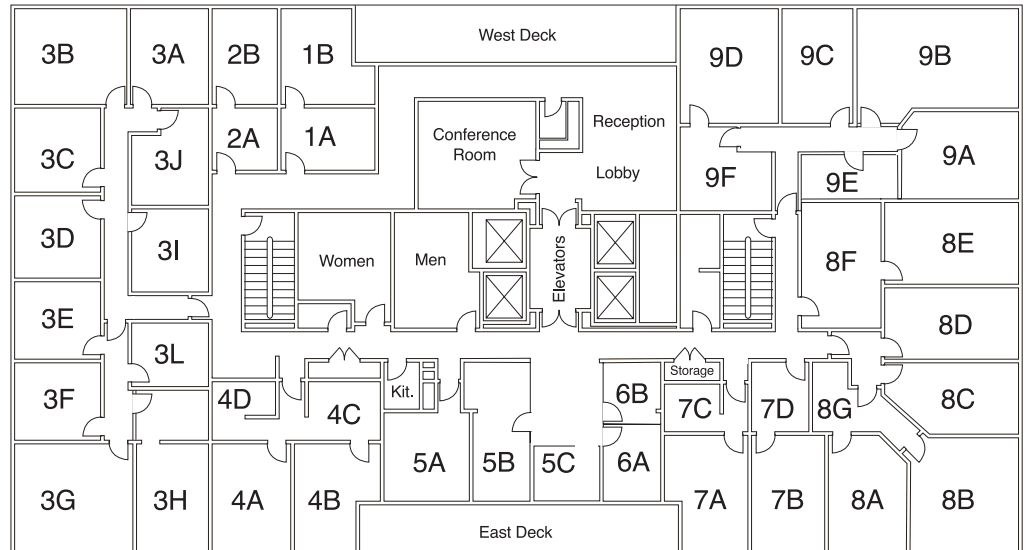 West Deck
3B
3A
2B
1B
9D
9C
9B
Conference
Room
Reception
Lobby
3C
3J
2A
1A
9F
9E
9A
3D
3I
Women
Men
Elevators
8F
8E
3E
3L
8D
Storage
Kit.
3F
4D
4C
6B
7C
7D
8G
8C
3G
3H
4A
4B
5A
5B
5C
6A
7A
7B
8A
8B
East Deck